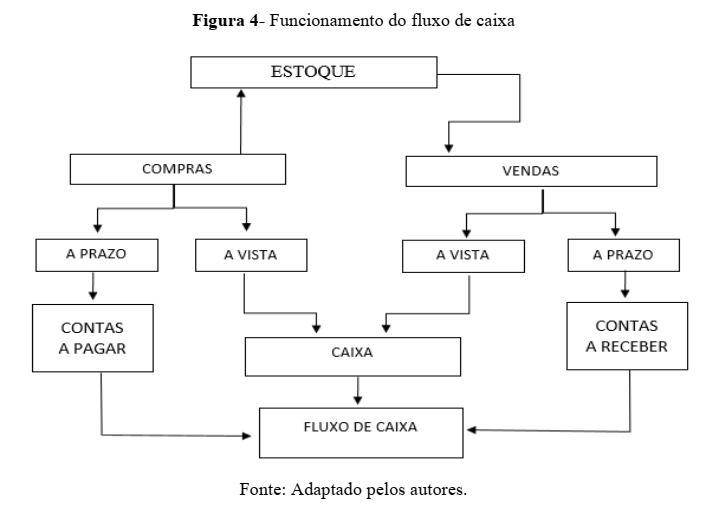 Figura 4- Funcionamento do fluxo de caixa
ESTOQUE
COMPRAS
VENDAS
A PRAZO
A VISTA
A VISTA
A PRAZO
CONTAS
A PAGAR
CONTAS
A RECEBER
CAIXA
FLUXO DE CAIXA
Fonte: Adaptado pelos autores.